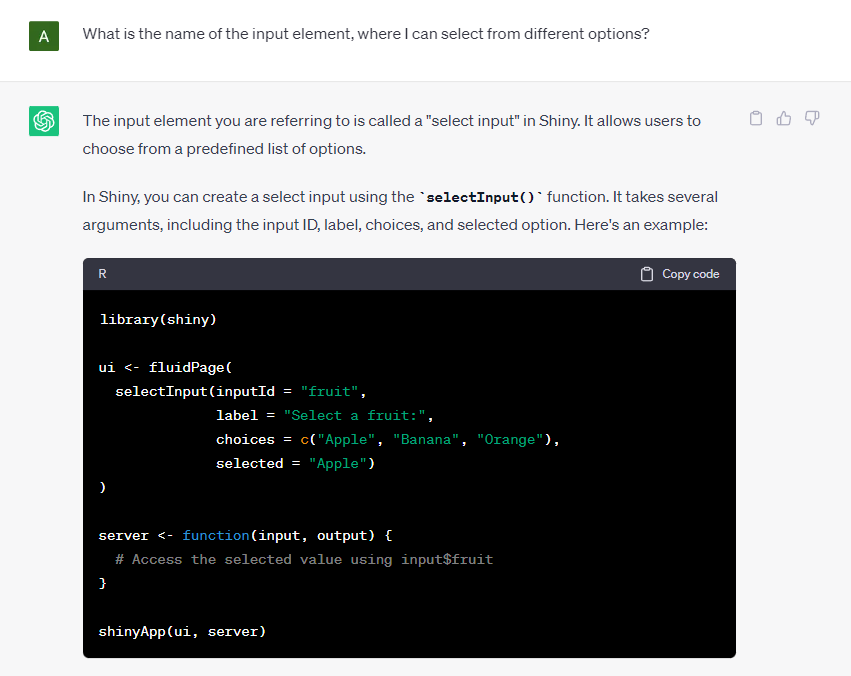 A
What is the name of the input element, where I can select from different options?
The input element you are referring to is called a "select input" in Shiny. It allows users to
choose from a predefined list of options.
In Shiny, you can create a select input using the `selectInput()` function. It takes several
arguments, including the input ID, label, choices, and selected option. Here's an example:
R
Copy code
library(shiny)
ui <- fluidPage(
  selectInput(inputId = "fruit",
              label = "Select a fruit:",
              choices = c("Apple", "Banana", "Orange"),
              selected = "Apple")
)
server <- function(input, output) {
  # Access the selected value using input$fruit
}
shinyApp(ui, server)